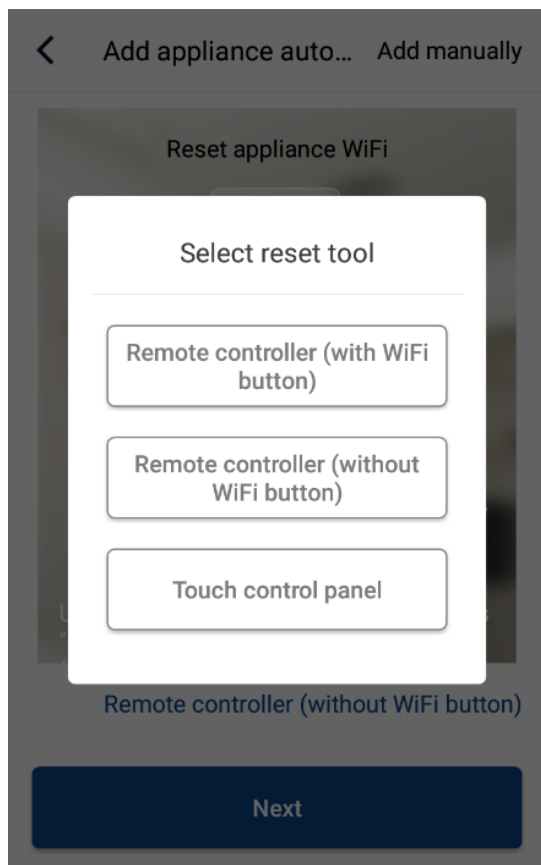 Add appliance auto... Add manually
Reset appliance WiFi
Select reset tool
Remote controller (with WiFi
button)
Remote controller (without
WiFi button)
Touch control panel
Remote controller (without WiFi button)
Next